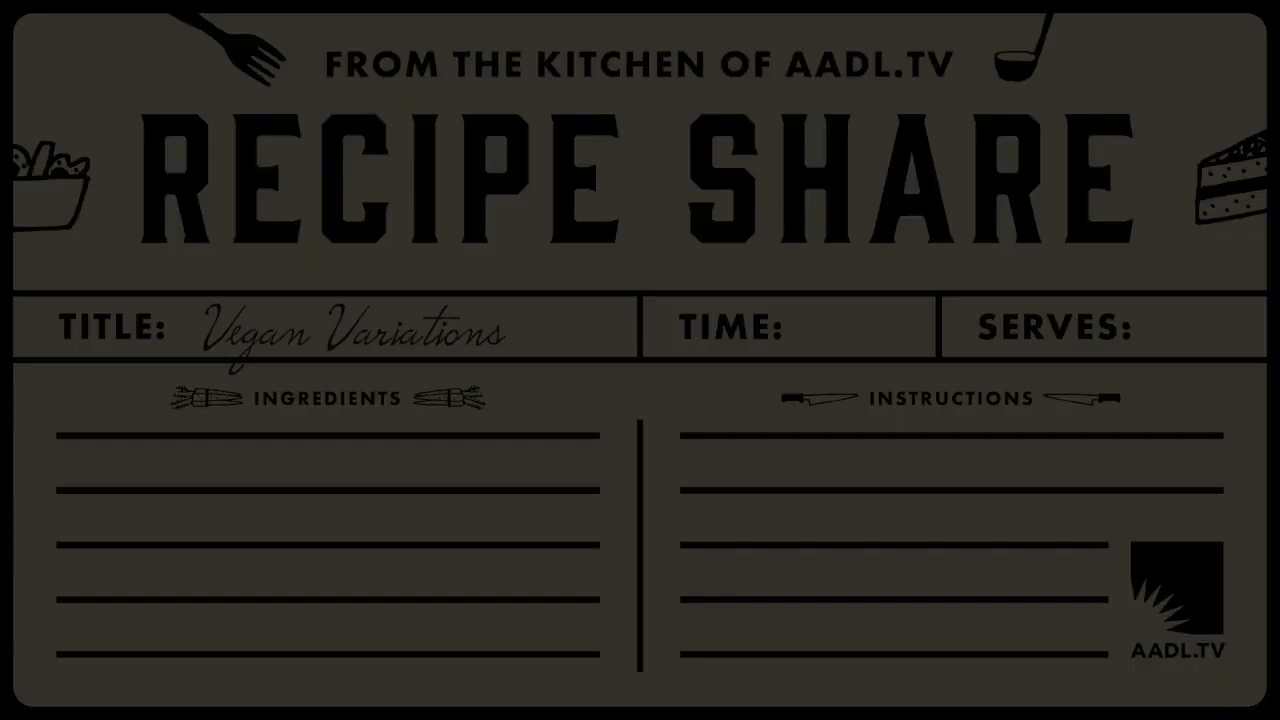 FROM THE KITCHEN OF AADL.TV
RECIPE SHARE
TITLE: Vegan Variations
TIME:
SERVES:
INGREDIENTS
INSTRUCTIONS
AADL.TV